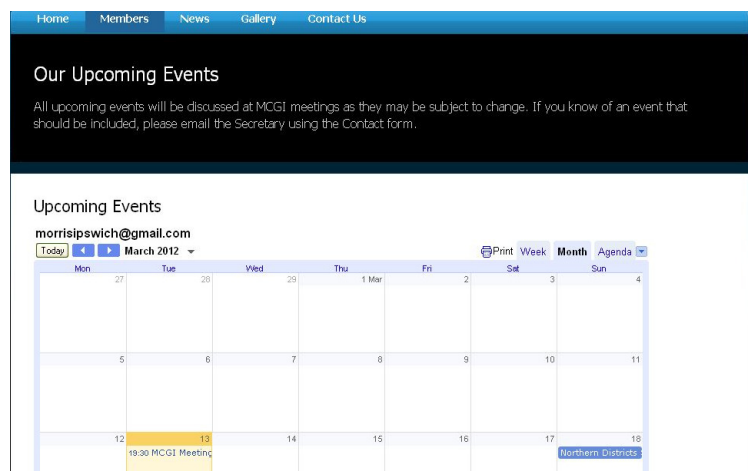 Home Members News Gallery Contact Us
Our Upcoming Events
All upcoming events will be discussed at MCGI meetings as they may be subject to change. If you know of an event that
should be included, please email the Secretary using the Contact form.
Upcoming Events
morrisipswich@gmail.com
Today March 2012 Print Week Month Agenda
Mon Tue Wed Thu Fri Sat Sun
27 28 29 1 Mar 2 3 4
5 6 7 8 9 10 11
12 13 14 15 16 17 18
19:30 MCGI Meeting Northern Districts